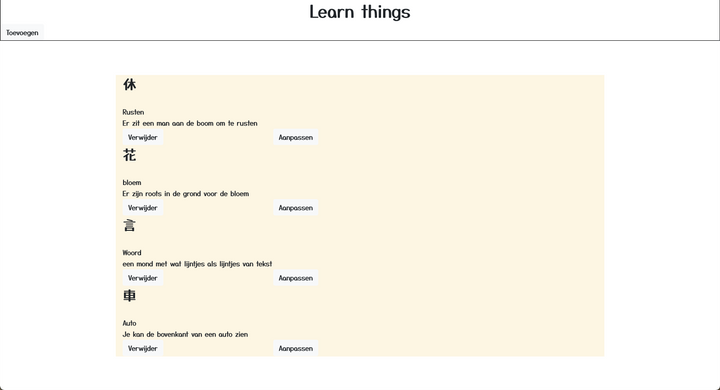 Learn things
Toevoegen
休
Rusten
Er zit een man aan de boom om te rusten
Verwijder Aanpassen
花
bloem
Er zijn roots in de grond voor de bloem
Verwijder Aanpassen
言
Woord
een mond met wat lijntjes als lijntjes van tekst
Verwijder Aanpassen
車
Auto
Je kan de bovenkant van een auto zien
Verwijder Aanpassen